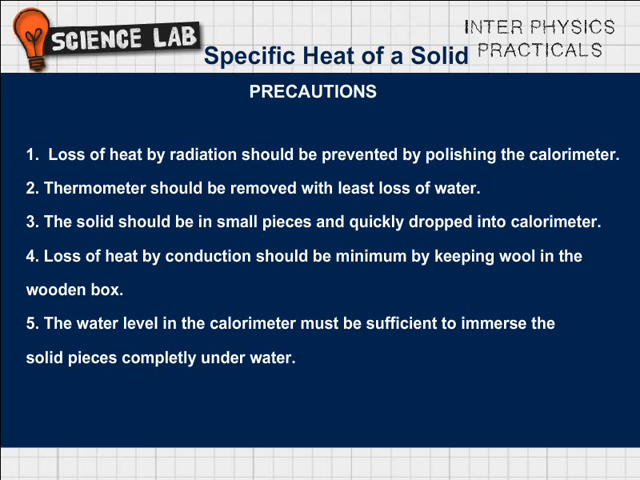 SCIENCE LAB
INTER PHYSICS
PRACTICALS
Specific Heat of a Solid
PRECAUTIONS
1. Loss of heat by radiation should be prevented by polishing the calorimeter.
2. Thermometer should be removed with least loss of water.
3. The solid should be in small pieces and quickly dropped into calorimeter.
4. Loss of heat by conduction should be minimum by keeping wool in the
wooden box.
5. The water level in the calorimeter must be sufficient to immerse the
solid pieces completly under water.